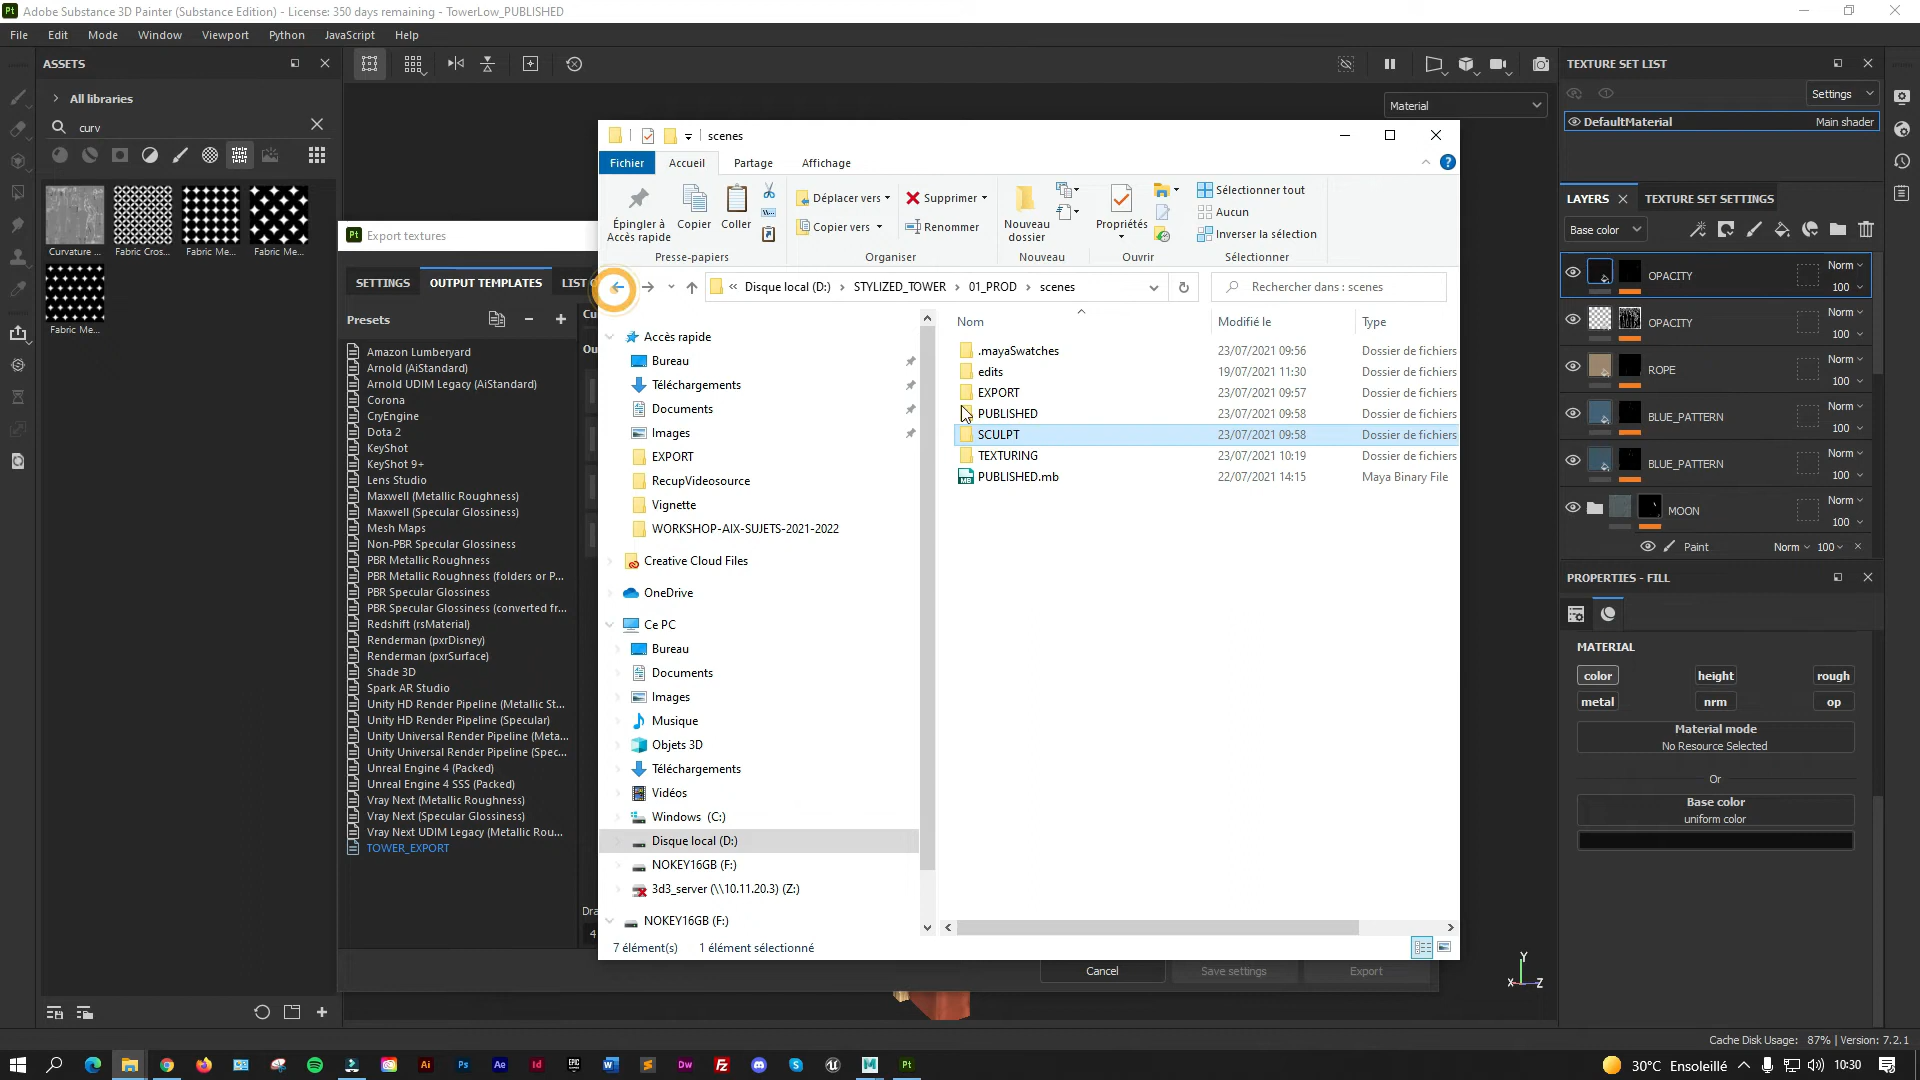 Adobe Substance 3D Painter (Substance Edition) - License: 350 days remaining - TowerLow_PUBLISHED
File Edit Mode Window Viewport Python JavaScript Help
ASSETS
All libraries
curv
Curvature ... Fabric Cros... Fabric Me... Fabric Me...
Fabric Me...
Export textures
SETTINGS OUTPUT TEMPLATES LIST
Presets
Amazon Lumberyard
Arnold (AiStandard)
Arnold UDIM Legacy (AiStandard)
Corona
CryEngine
Dota 2
KeyShot
KeyShot 9+
Lens Studio
Maxwell (Metallic Roughness)
Maxwell (Specular Glossiness)
Mesh Maps
Non-PBR Specular Glossiness
PBR Metallic Roughness
PBR Metallic Roughness (folders or P...
PBR Specular Glossiness
PBR Specular Glossiness (converted fr...
Redshift (rsMaterial)
Renderman (pxrDisney)
Renderman (pxrSurface)
Shade 3D
Spark AR Studio
Unity HD Render Pipeline (Metallic St...
Unity HD Render Pipeline (Specular)
Unity Universal Render Pipeline (Meta...
Unity Universal Render Pipeline (Spec...
Unreal Engine 4 (Packed)
Unreal Engine 4 SSS (Packed)
Vray Next (Metallic Roughness)
Vray Next (Specular Glossiness)
Vray Next UDIM Legacy (Metallic Rou...
TOWER_EXPORT
Cu
Ou
Dra
4
Cancel Save settings Export
scenes
Fichier Accueil Partage Affichage
Épingler à Accès rapide
Copier
Coller
Presse-papiers
Déplacer vers
Copier vers
Supprimer
Renommer
Organiser
Nouveau dossier
Nouveau
Propriétés
Ouvrir
Sélectionner tout
Aucun
Inverser la sélection
Sélectionner
« Disque local (D:) › STYLIZED_TOWER › 01_PROD › scenes
Rechercher dans : scenes
Accès rapide
Bureau
Téléchargements
Documents
Images
EXPORT
RecupVideosource
Vignette
WORKSHOP-AIX-SUJETS-2021-2022
Creative Cloud Files
OneDrive
Ce PC
Bureau
Documents
Images
Musique
Objets 3D
Téléchargements
Vidéos
Windows (C:)
Disque local (D:)
NOKEY16GB (F:)
3d3_server (\\10.11.20.3) (Z:)
NOKEY16GB (F:)
Nom Modifié le Type
.mayaSwatches 23/07/2021 09:56 Dossier de fichiers
edits 19/07/2021 11:30 Dossier de fichiers
EXPORT 23/07/2021 09:57 Dossier de fichiers
PUBLISHED 23/07/2021 09:58 Dossier de fichiers
SCULPT 23/07/2021 09:58 Dossier de fichiers
TEXTURING 23/07/2021 10:19 Dossier de fichiers
PUBLISHED.mb 22/07/2021 14:15 Maya Binary File
7 élément(s) 1 élément sélectionné
Material
Y
X Z
TEXTURE SET LIST
Settings
DefaultMaterial Main shader
LAYERS TEXTURE SET SETTINGS
Base color
OPACITY Norm 100
OPACITY Norm 100
ROPE Norm 100
BLUE_PATTERN Norm 100
BLUE_PATTERN Norm 100
MOON Norm 100
Paint Norm 100
PROPERTIES - FILL
MATERIAL
color height rough
metal nrm op
Material mode
No Resource Selected
Or
Base color
uniform color
Cache Disk Usage: 87% | Version: 7.2.1
30°C Ensoleillé 10:30